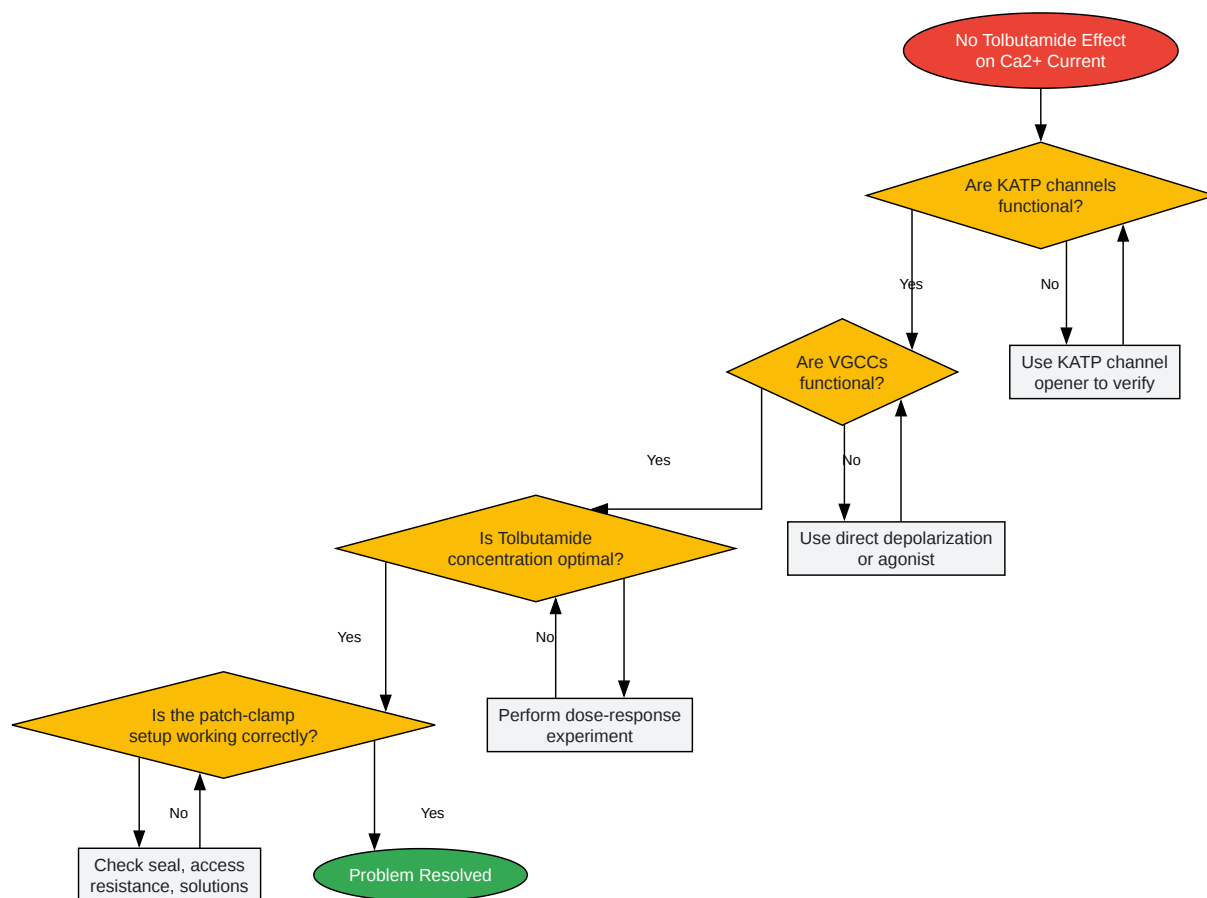 No Tolbutamide Effect
on Ca2+ Current
Are KATP channels
functional?
Yes
No
Are VGCCs
functional?
Use KATP channel
opener to verify
Yes
No
Is Tolbutamide
concentration optimal?
Use direct depolarization
or agonist
Yes
No
Is the patch-clamp
setup working correctly?
Perform dose-response
experiment
No
Yes
Check seal, access
resistance, solutions
Problem Resolved